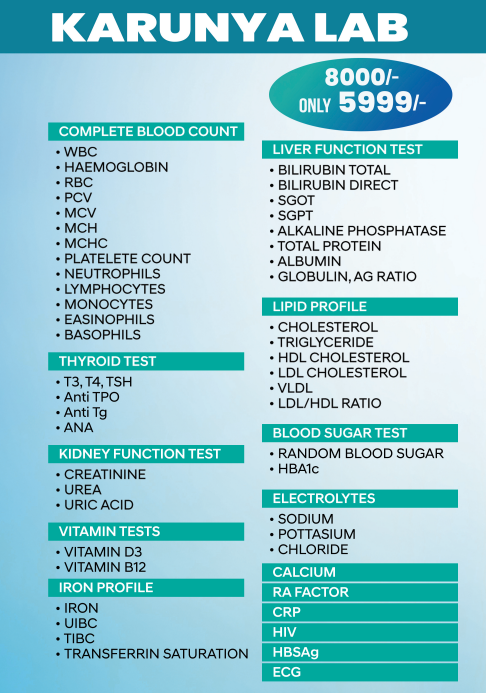 KARUNYA LAB
8000/-
ONLY 5999/-
COMPLETE BLOOD COUNT
• WBC
• HAEMOGLOBIN
• RBC
• PCV
• MCV
• MCH
• MCHC
• PLATELETE COUNT
• NEUTROPHILS
• LYMPHOCYTES
• MONOCYTES
• EASINOPHILS
• BASOPHILS
THYROID TEST
• T3, T4, TSH
• Anti TPO
• Anti Tg
• ANA
KIDNEY FUNCTION TEST
• CREATININE
• UREA
• URIC ACID
VITAMIN TESTS
• VITAMIN D3
• VITAMIN B12
IRON PROFILE
• IRON
• UIBC
• TIBC
• TRANSFERRIN SATURATION
LIVER FUNCTION TEST
• BILIRUBIN TOTAL
• BILIRUBIN DIRECT
• SGOT
• SGPT
• ALKALINE PHOSPHATASE
• TOTAL PROTEIN
• ALBUMIN
• GLOBULIN, AG RATIO
LIPID PROFILE
• CHOLESTEROL
• TRIGLYCERIDE
• HDL CHOLESTEROL
• LDL CHOLESTEROL
• VLDL
• LDL/HDL RATIO
BLOOD SUGAR TEST
• RANDOM BLOOD SUGAR
• HBA1c
ELECTROLYTES
• SODIUM
• POTTASIUM
• CHLORIDE
CALCIUM
RA FACTOR
CRP
HIV
HBSAg
ECG